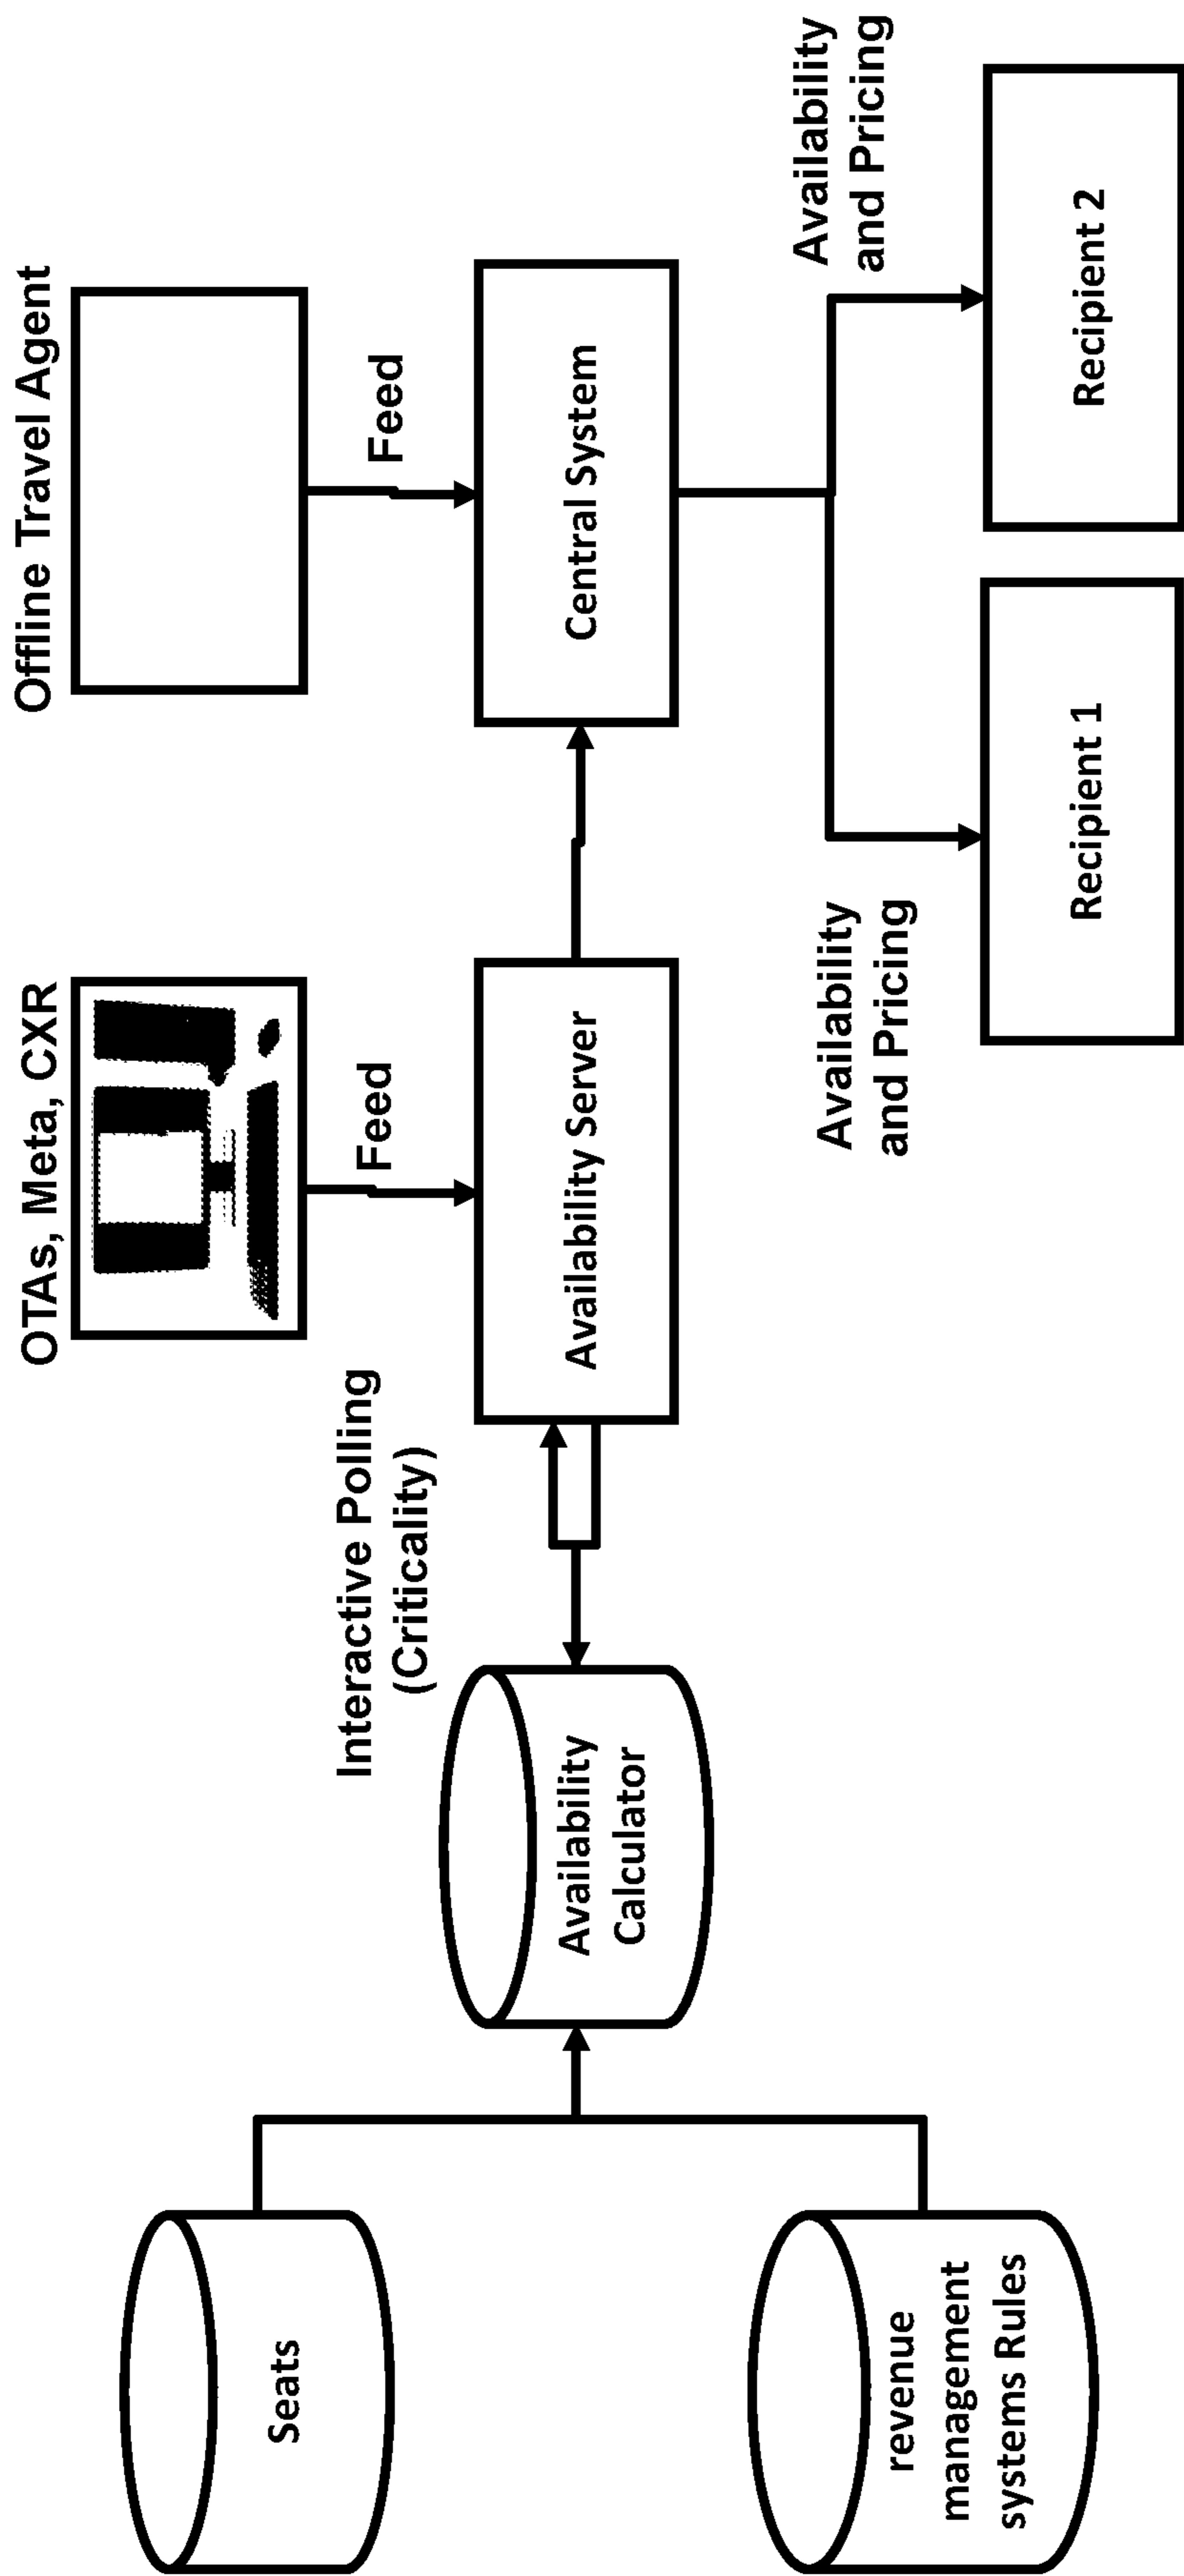 OTAs, Meta, CXR
Offline Travel Agent
Feed
Feed
Interactive Polling
(Criticality)
Seats
Availability
Calculator
Availability Server
Central System
revenue
management
systems Rules
Availability
and Pricing
Availability
and Pricing
Recipient 1
Recipient 2